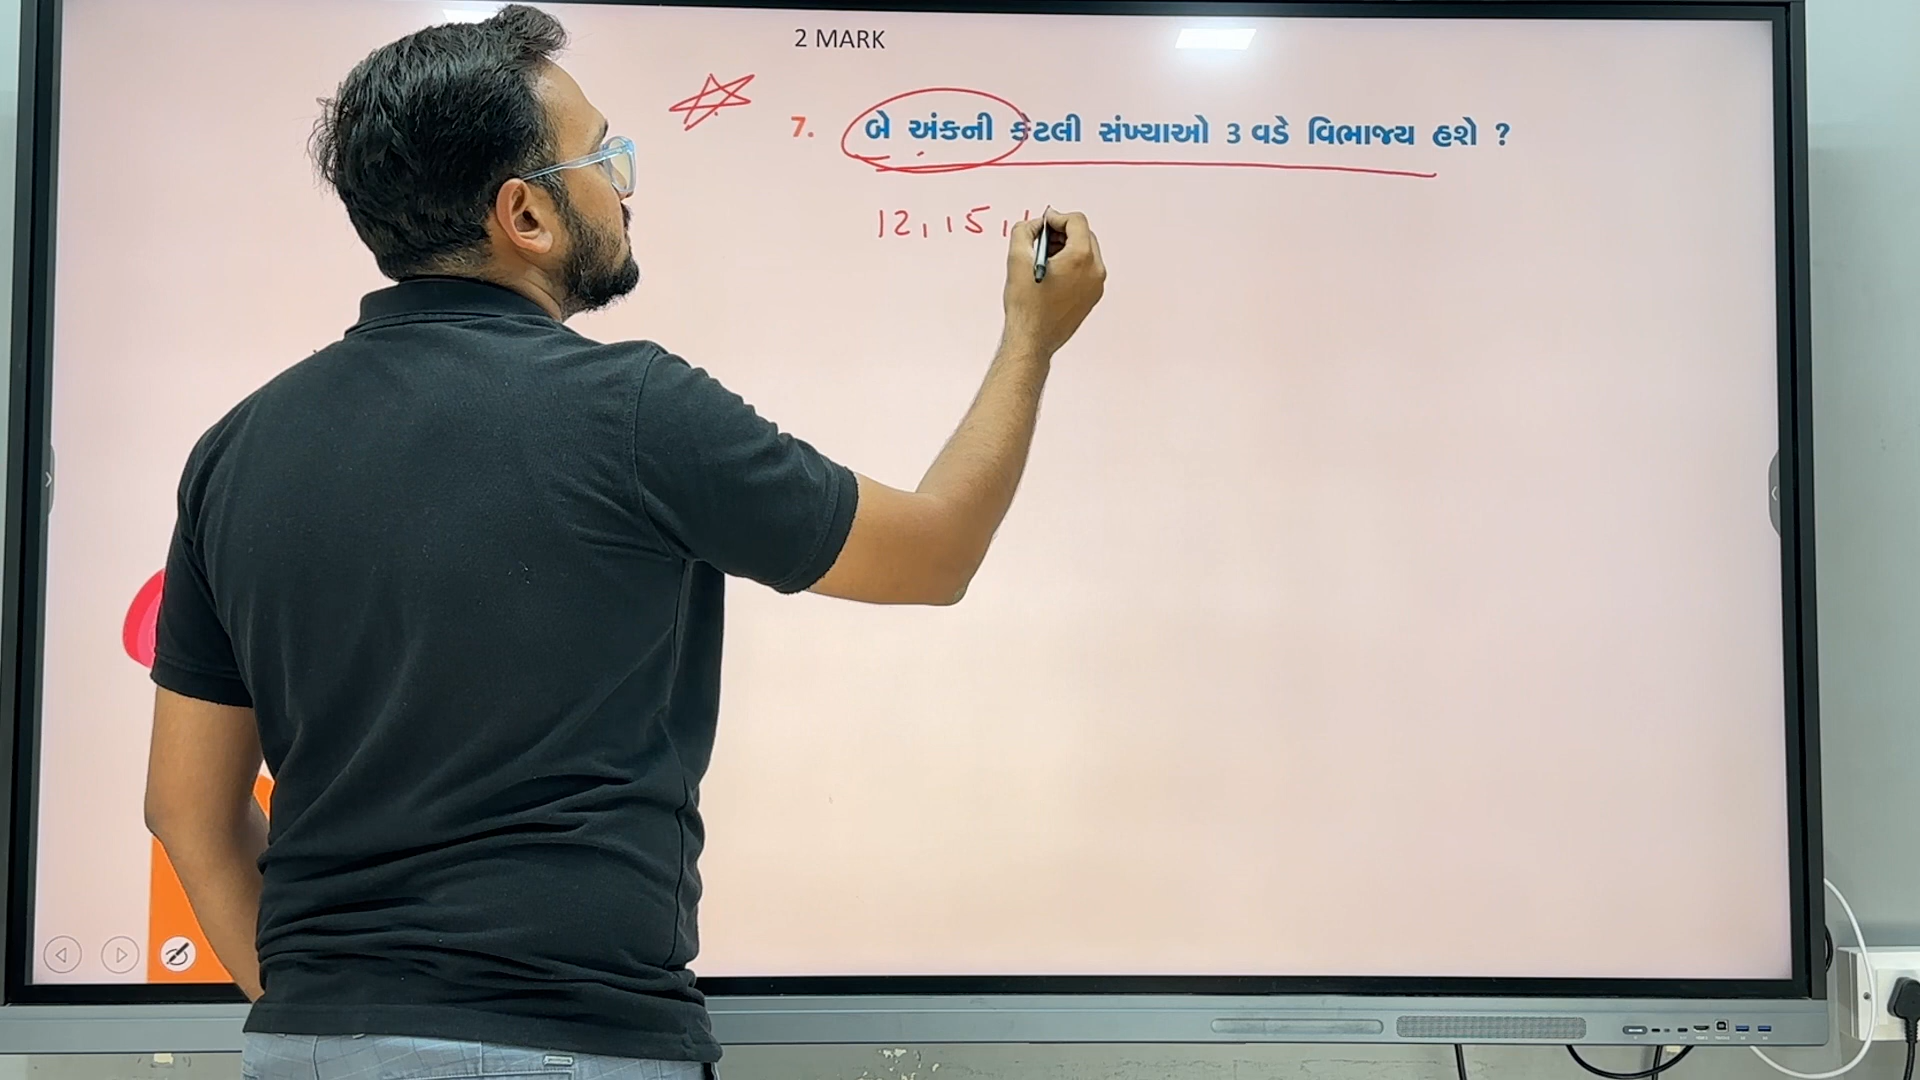 2 MARK
7. બે અંકની કેટલી સંખ્યાઓ 3 વડે વિભાજ્ય હશે ?
12, 15,